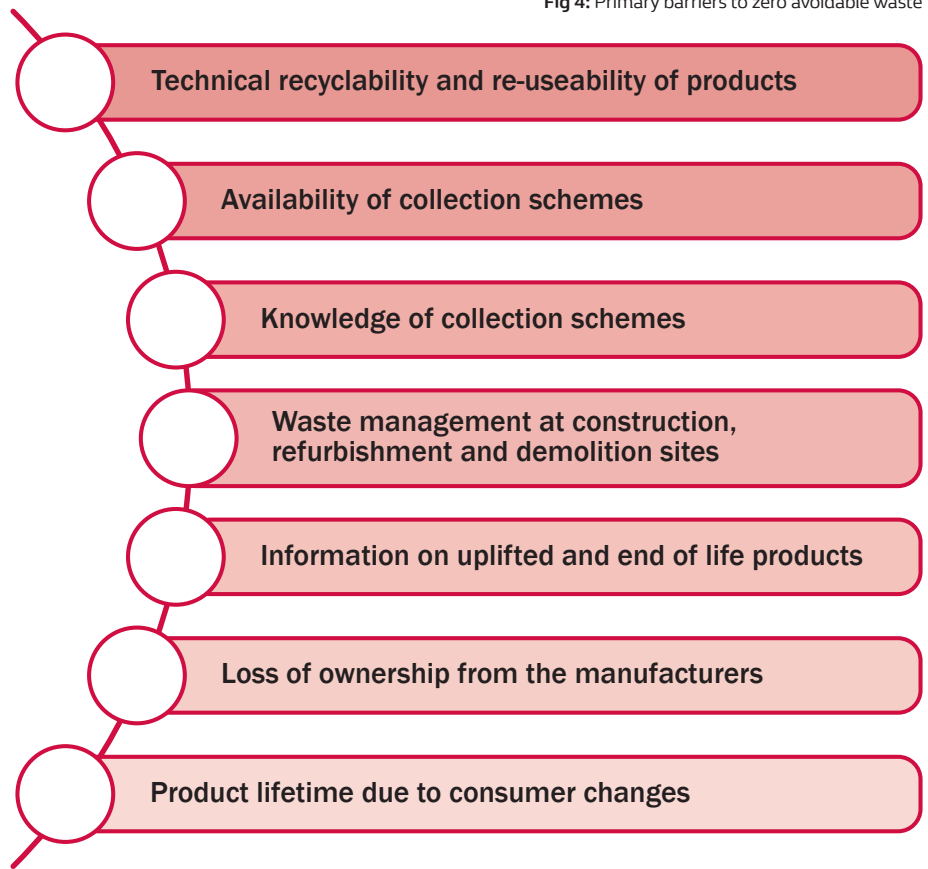 Fig 4: Primary barriers to zero avoidable waste
Technical recyclability and re-useability of products
Availability of collection schemes
Knowledge of collection schemes
Waste management at construction,
refurbishment and demolition sites
Information on uplifted and end of life products
Loss of ownership from the manufacturers
Product lifetime due to consumer changes